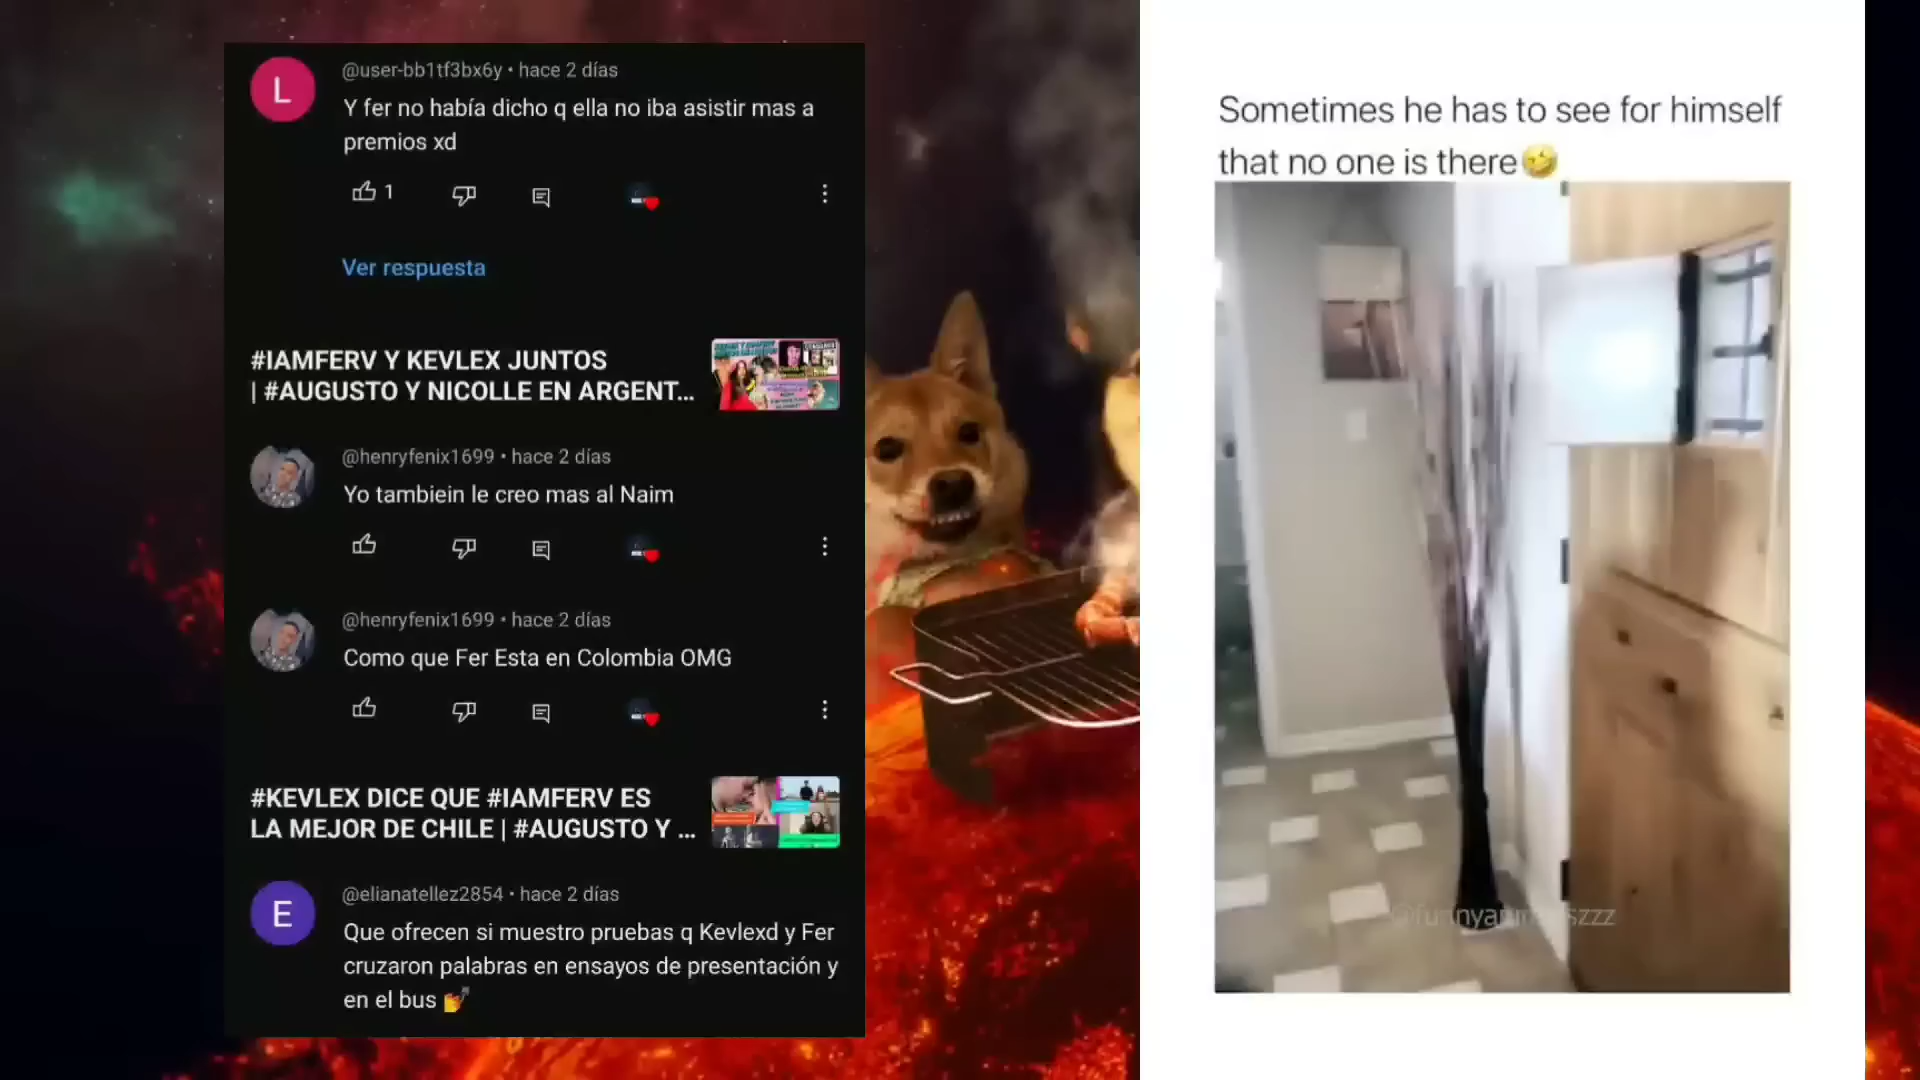 L
@user-bb1tf3bx6y • hace 2 días
Y fer no había dicho q ella no iba asistir mas a
premios xd
1
Ver respuesta
#IAMFERV Y KEVLEX JUNTOS
| #AUGUSTO Y NICOLLE EN ARGENT...
@henryfenix1699 • hace 2 días
Yo tambiein le creo mas al Naim
@henryfenix1699 • hace 2 días
Como que Fer Esta en Colombia OMG
#KEVLEX DICE QUE #IAMFERV ES
LA MEJOR DE CHILE | #AUGUSTO Y ...
E
@elianatellez2854 • hace 2 días
Que ofrecen si muestro pruebas q Kevlexd y Fer
cruzaron palabras en ensayos de presentación y
en el bus 💅
Sometimes he has to see for himself
that no one is there🤣